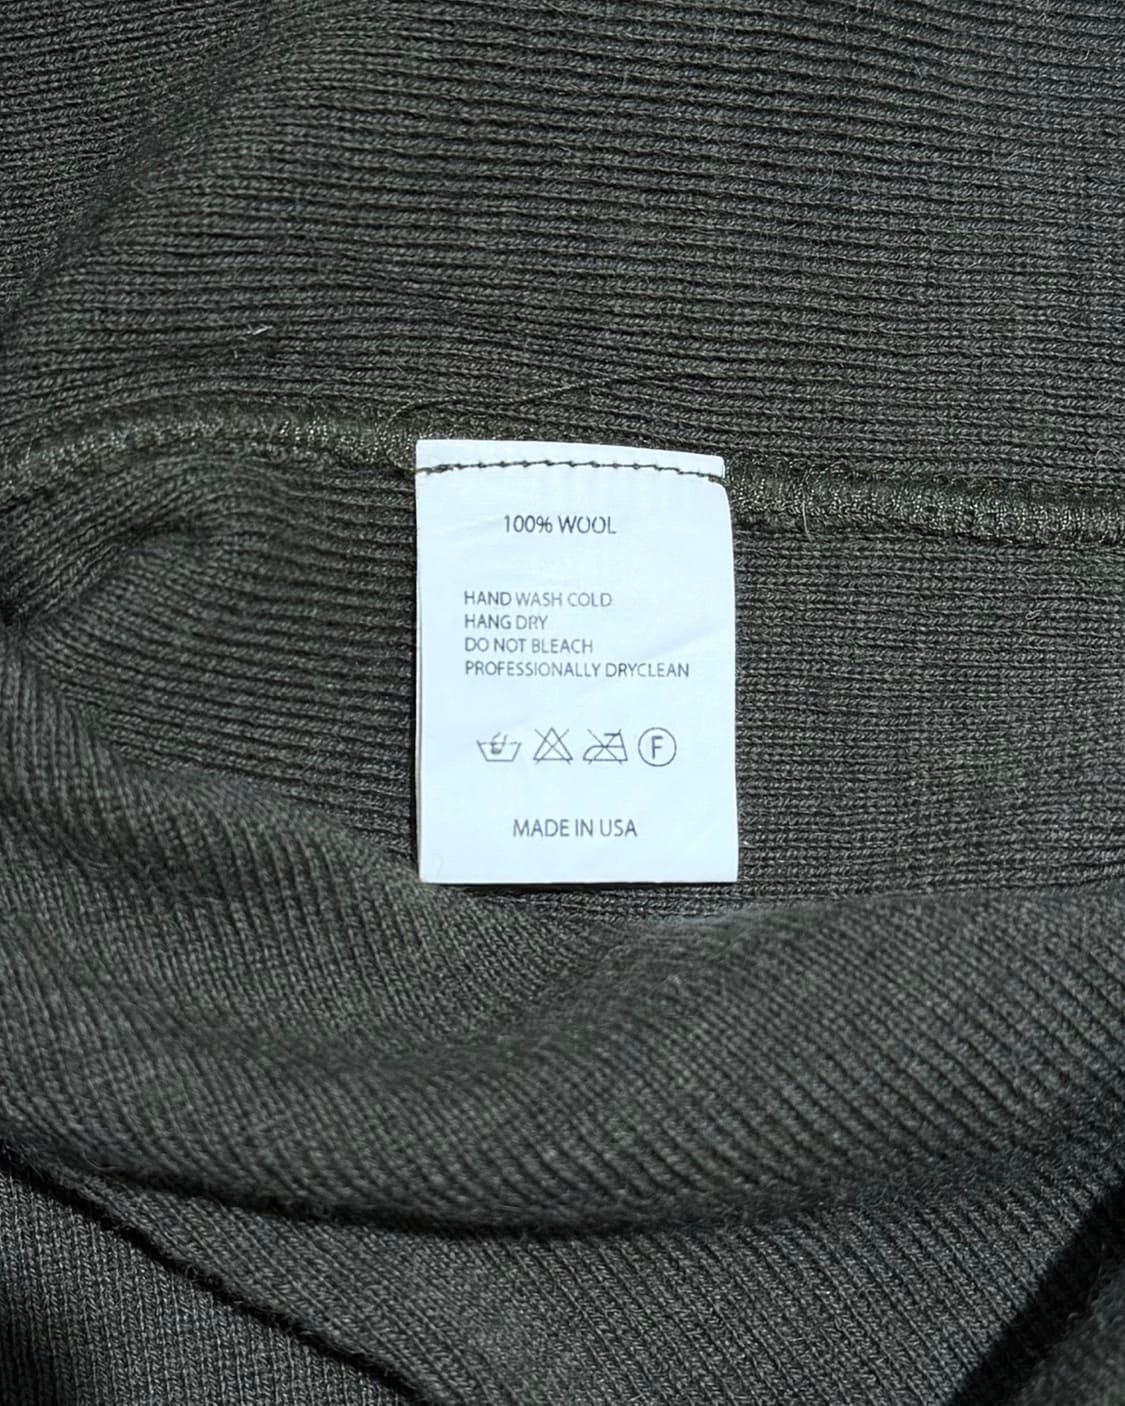 100% WOOL
HAND WASH COLD
HANG DRY
DO NOT BLEACH
PROFESSIONALLY DRYCLEAN
F
MADE IN USA